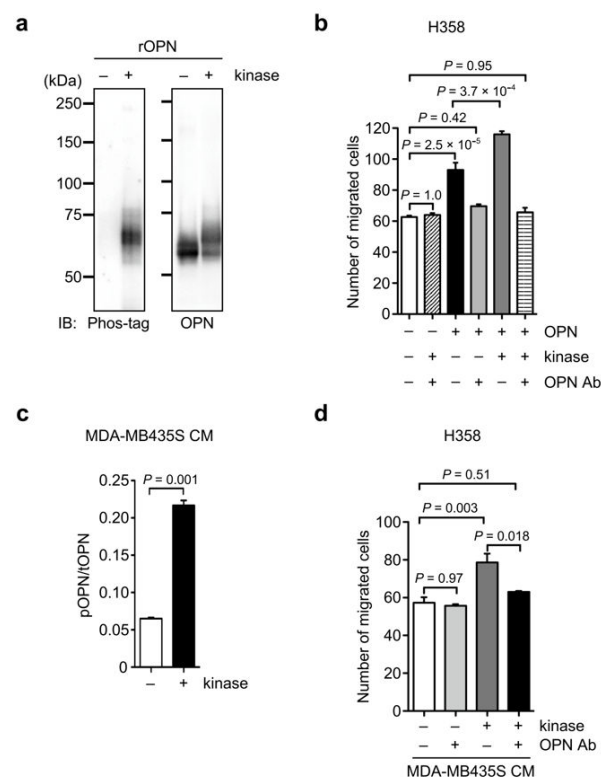 a
rOPN
– + – + kinase
(kDa)
250
150
100
75
50
IB: Phos-tag OPN
b
H358
P = 0.95
P = 3.7 × 10⁻⁴
P = 0.42
P = 2.5 × 10⁻⁵
P = 1.0
Number of migrated cells
120
100
80
60
40
20
0
– – + + + + OPN
– + – – + + kinase
– + – + – + OPN Ab
c
MDA-MB435S CM
P = 0.001
pOPN/tOPN
0.25
0.20
0.15
0.10
0.05
0
– + kinase
d
H358
P = 0.51
P = 0.003
P = 0.018
P = 0.97
Number of migrated cells
100
80
60
40
20
0
– – + + kinase
– + – + OPN Ab
MDA-MB435S CM